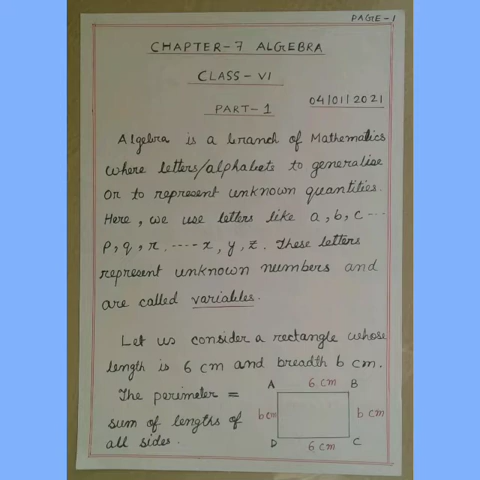 PAGE-1
CHAPTER-7 ALGEBRA
CLASS-VI
PART-1
04/01/2021
Algebra is a branch of Mathematics
where letters/alphabets to generalise
or to represent unknown quantities.
Here, we use letters like a, b, c ...
p, q, r, ..... x, y, z. These letters
represent unknown numbers and
are called variables.
Let us consider a rectangle whose
length is 6 cm and breadth b cm.
The perimeter =
sum of lengths of
all sides.
A 6 cm B
b cm b cm
D 6 cm C